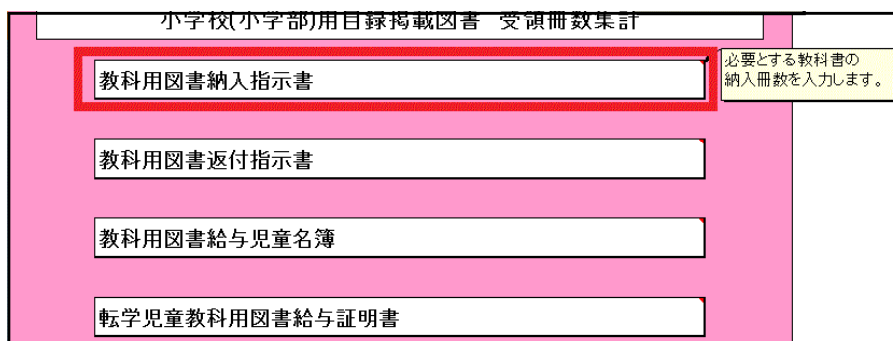 小学校(小学部)用目録掲載図書 受領冊数集計
教科用図書納入指示書
必要とする教科書の
納入冊数を入力します。
教科用図書返付指示書
教科用図書給与児童名簿
転学児童教科用図書給与証明書